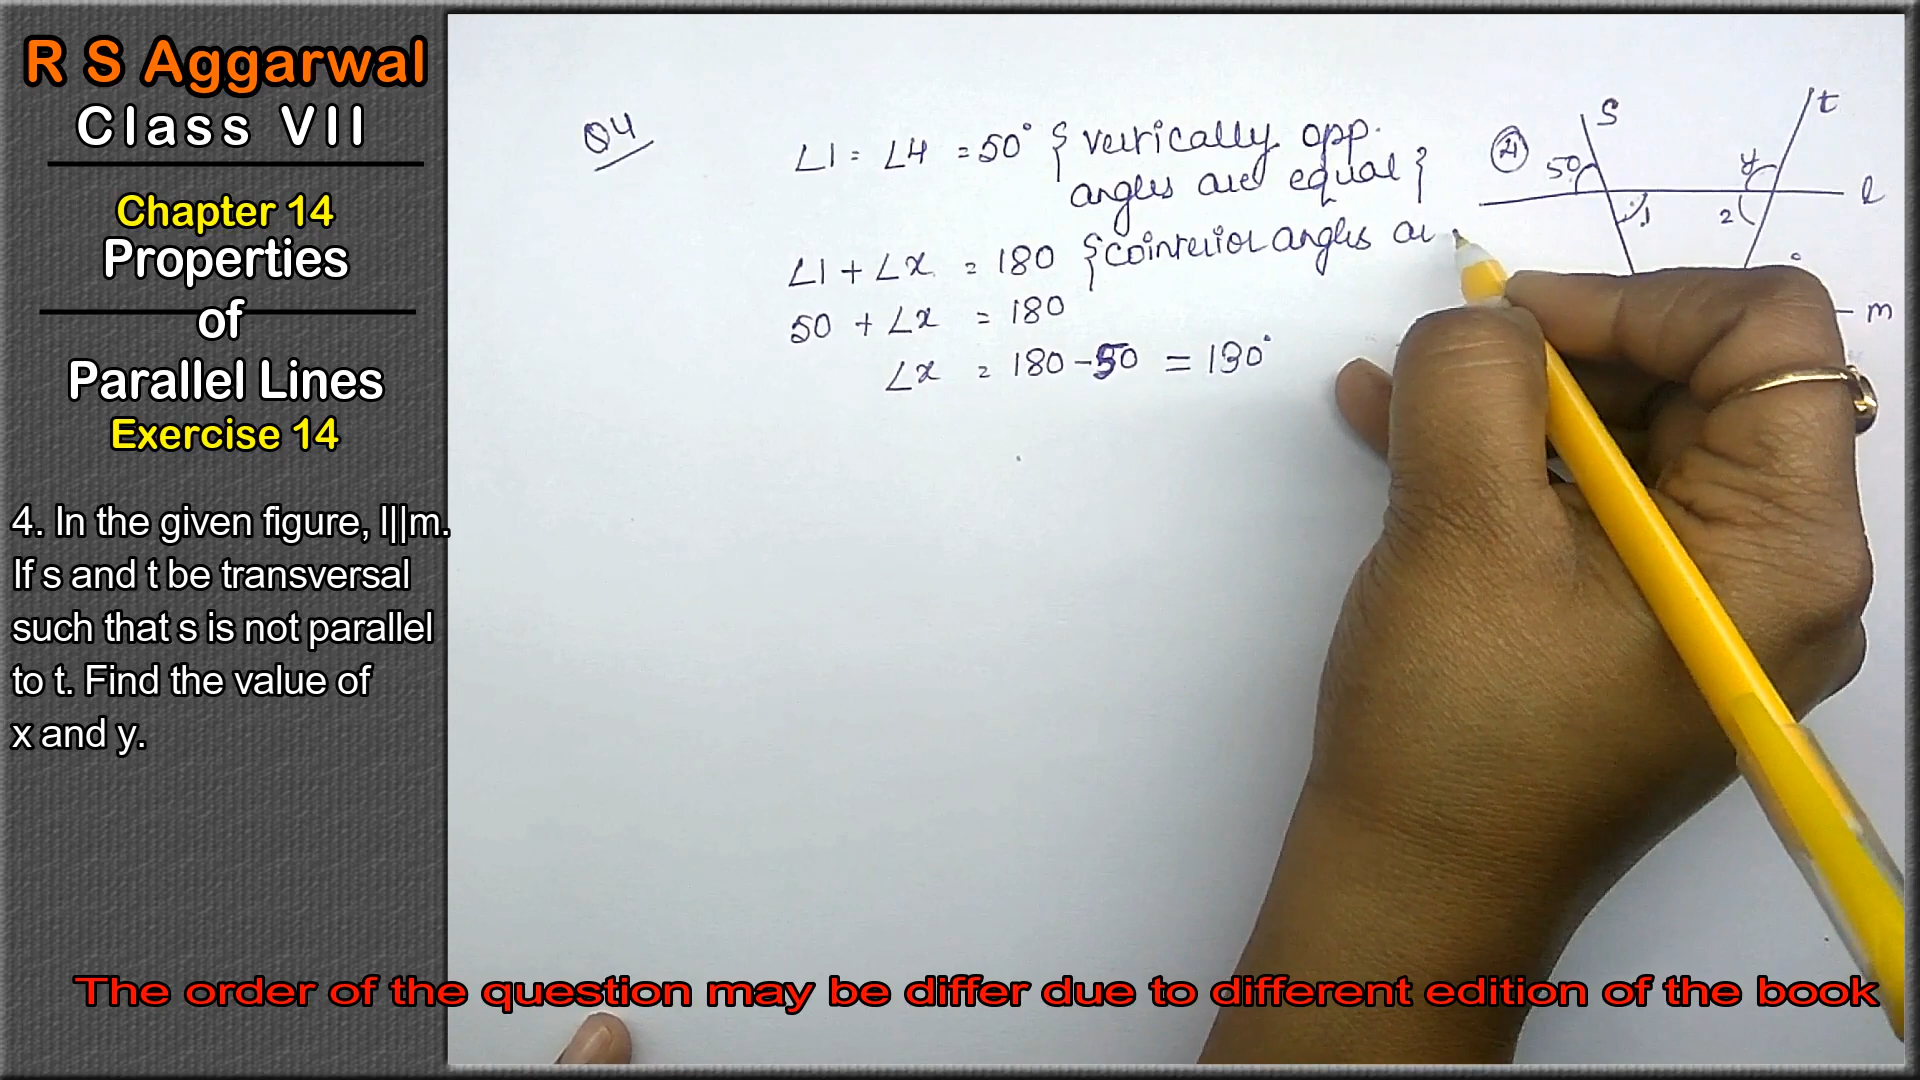 R S Aggarwal
Class VII
Chapter 14
Properties
of
Parallel Lines
Exercise 14
4. In the given figure, l||m.
If s and t be transversal
such that s is not parallel
to t. Find the value of
x and y.
Q4
∠1 = ∠4 = 50° { vertically opp.
angles are equal }
∠1 + ∠x = 180 { cointerior angles ar
50 + ∠x = 180
∠x = 180 - 50 = 130°
4
S
t
50
y
l
1
2
m
The order of the question may be differ due to different edition of the book